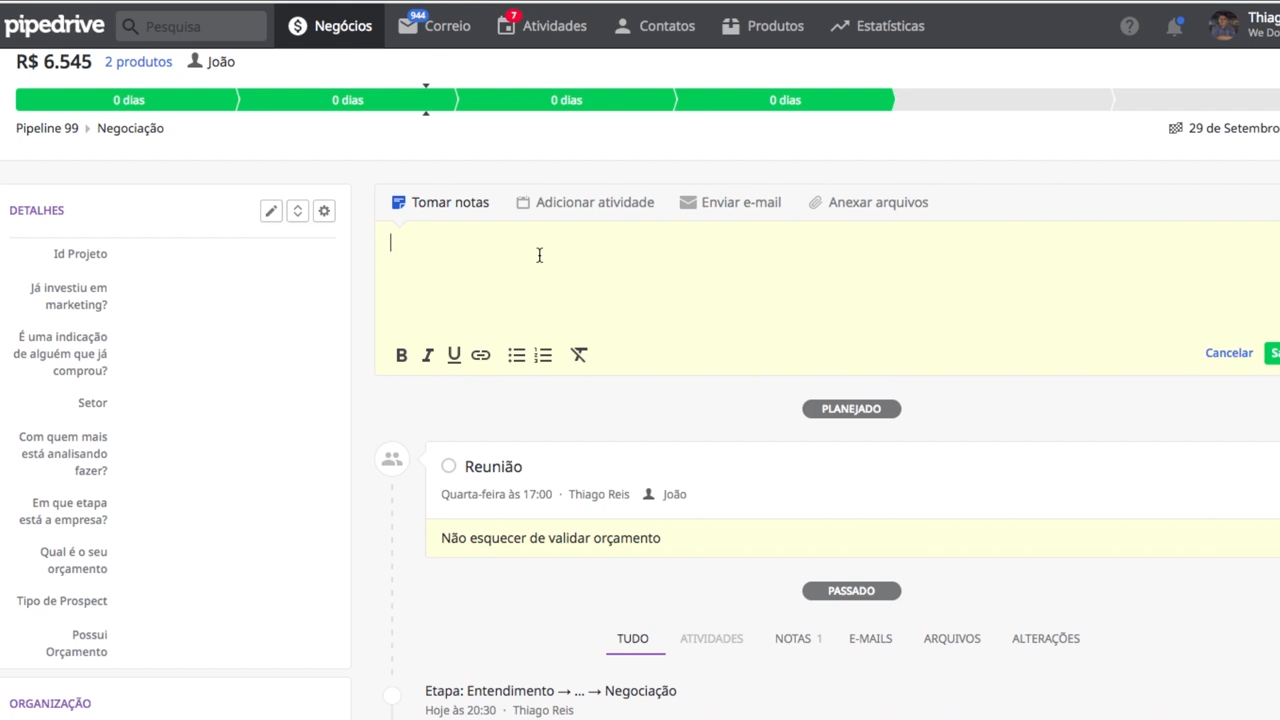 pipedrive
Pesquisa
Negócios
944
Correio
7
Atividades
Contatos
Produtos
Estatísticas
?
Thiag
We Do
R$ 6.545 2 produtos João
0 dias 0 dias 0 dias 0 dias
Pipeline 99 Negociação
29 de Setembro
DETALHES
Id Projeto
Já investiu em
marketing?
É uma indicação
de alguém que já
comprou?
Setor
Com quem mais
está analisando
fazer?
Em que etapa
está a empresa?
Qual é o seu
orçamento
Tipo de Prospect
Possui
Orçamento
ORGANIZAÇÃO
Tomar notas Adicionar atividade Enviar e-mail Anexar arquivos
B I U
Cancelar
PLANEJADO
Reunião
Quarta-feira às 17:00 · Thiago Reis João
Não esquecer de validar orçamento
PASSADO
TUDO ATIVIDADES NOTAS 1 E-MAILS ARQUIVOS ALTERAÇÕES
Etapa: Entendimento → ... → Negociação
Hoje às 20:30 · Thiago Reis